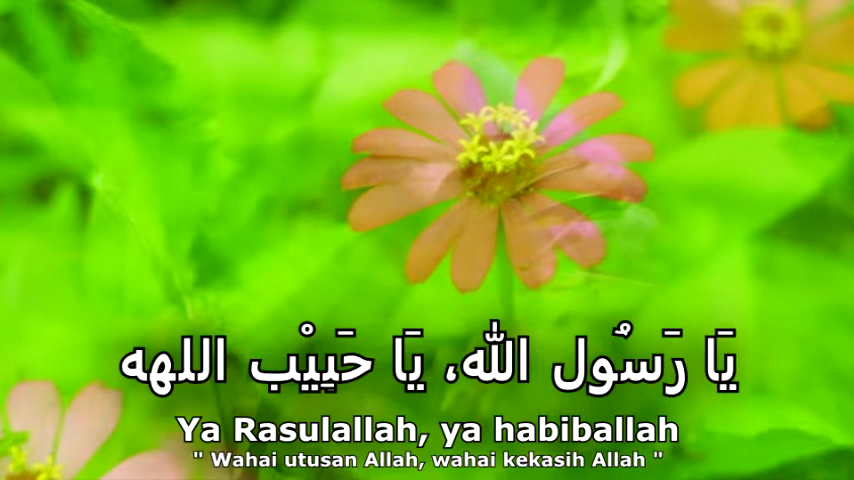 يَا رَسُول الله، يَا حَبِيْب اللهه
Ya Rasulallah, ya habiballah
" Wahai utusan Allah, wahai kekasih Allah "